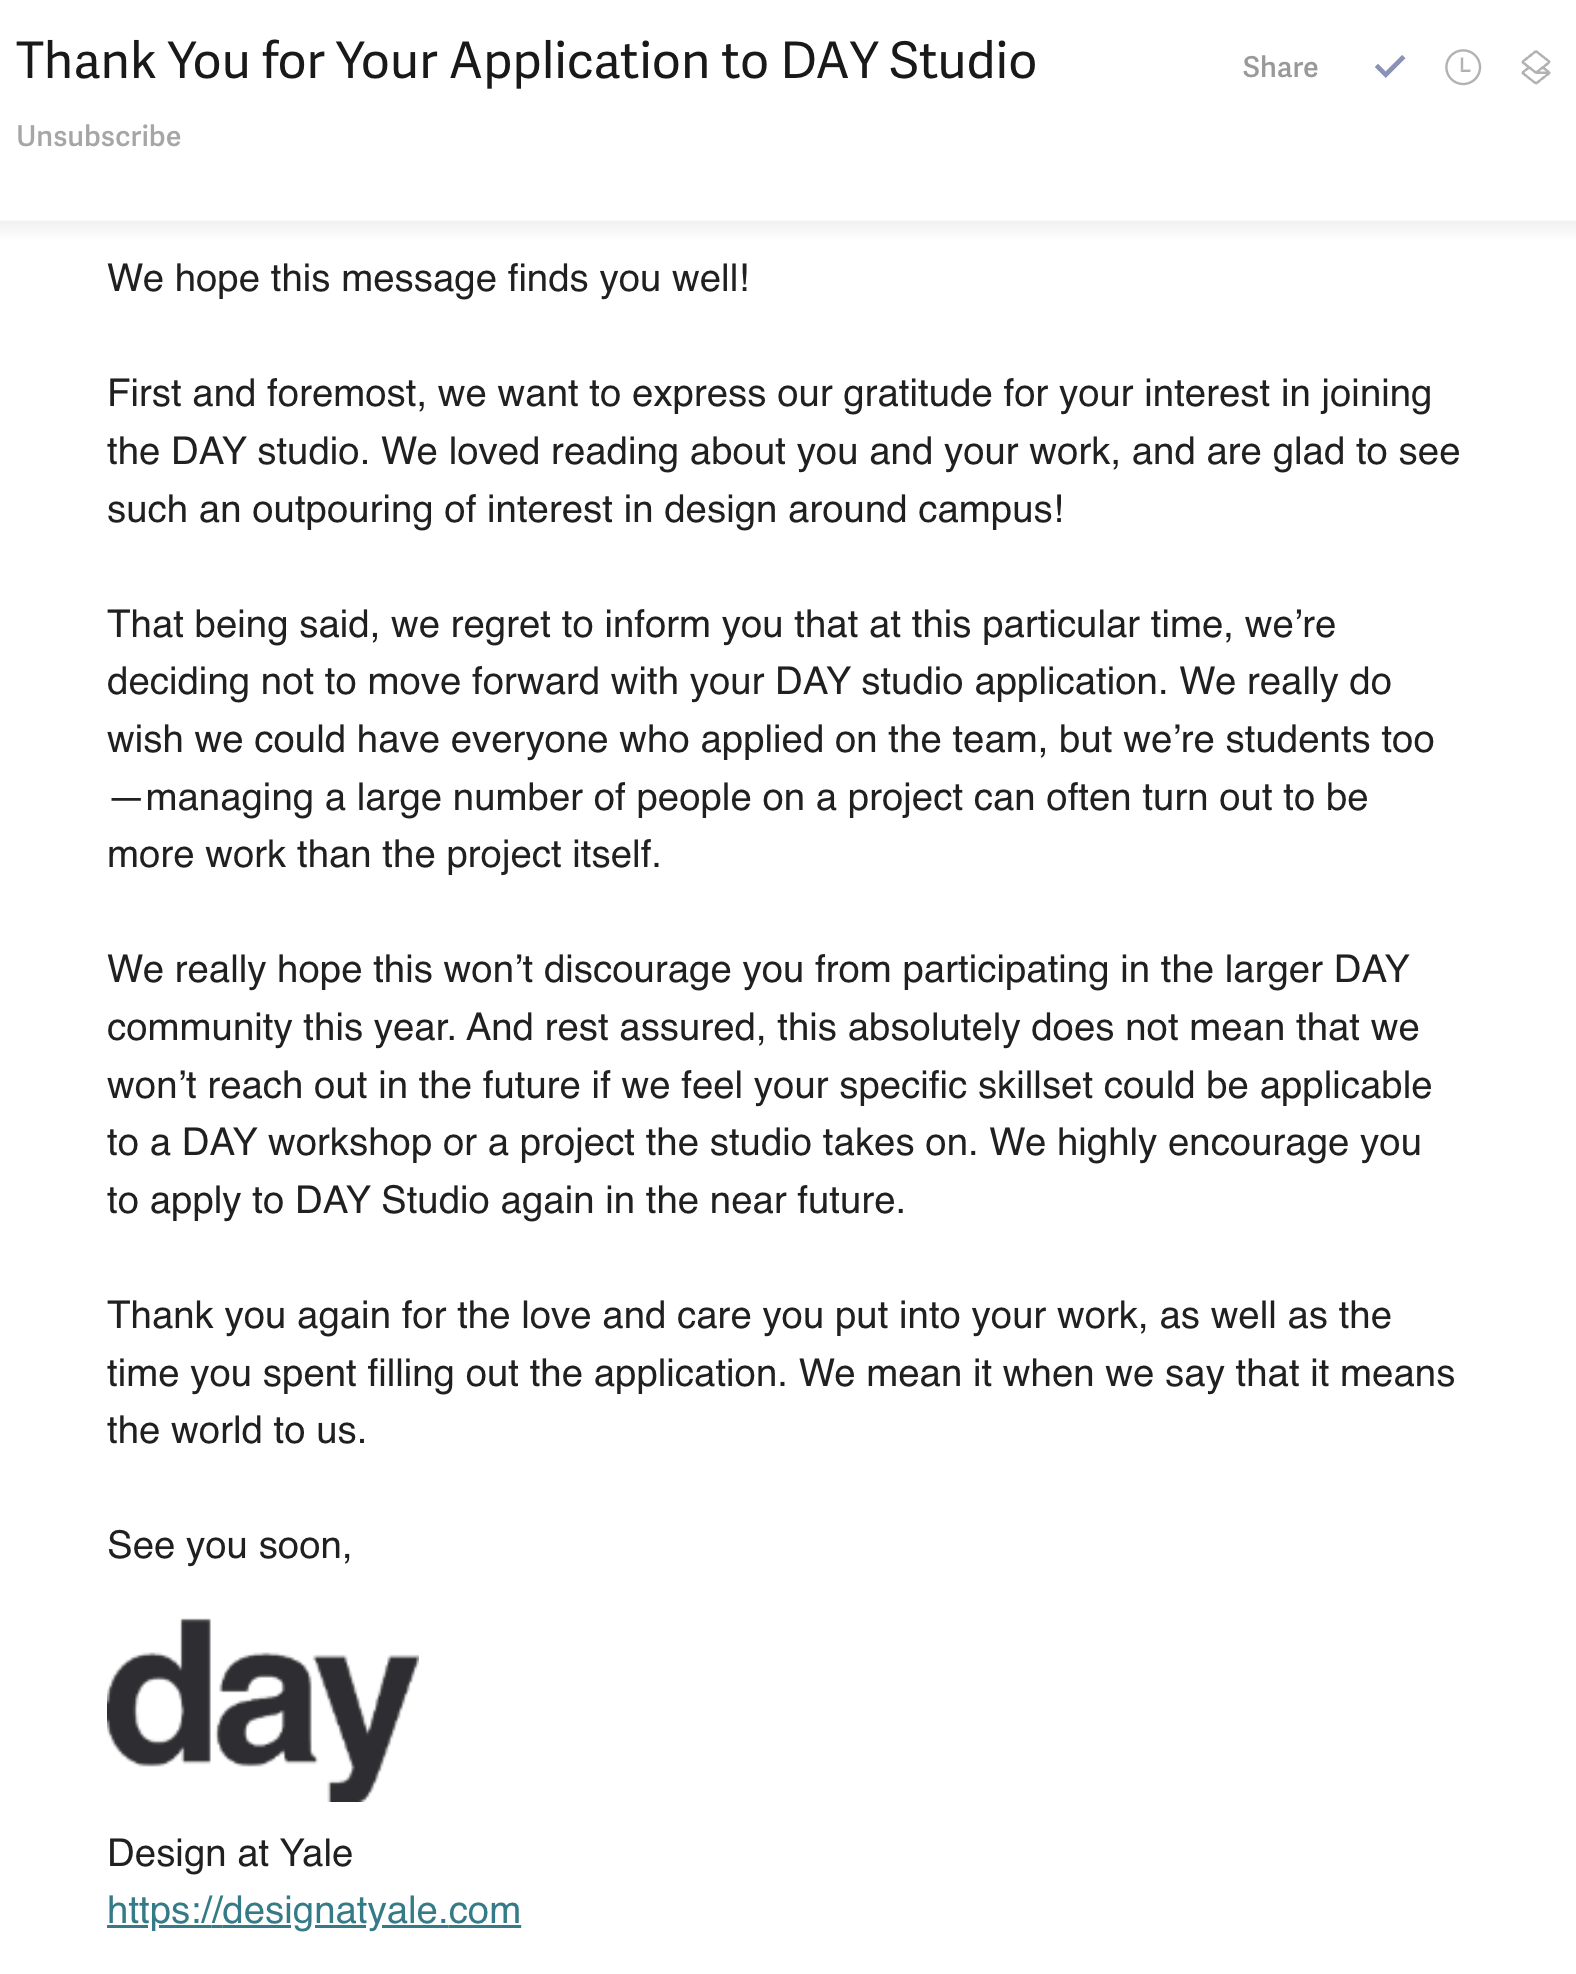 Thank You for Your Application to DAY Studio
Share
Unsubscribe
We hope this message finds you well!
First and foremost, we want to express our gratitude for your interest in joining
the DAY studio. We loved reading about you and your work, and are glad to see
such an outpouring of interest in design around campus!
That being said, we regret to inform you that at this particular time, we’re
deciding not to move forward with your DAY studio application. We really do
wish we could have everyone who applied on the team, but we’re students too
—managing a large number of people on a project can often turn out to be
more work than the project itself.
We really hope this won’t discourage you from participating in the larger DAY
community this year. And rest assured, this absolutely does not mean that we
won’t reach out in the future if we feel your specific skillset could be applicable
to a DAY workshop or a project the studio takes on. We highly encourage you
to apply to DAY Studio again in the near future.
Thank you again for the love and care you put into your work, as well as the
time you spent filling out the application. We mean it when we say that it means
the world to us.
See you soon,
day
Design at Yale
https://designatyale.com